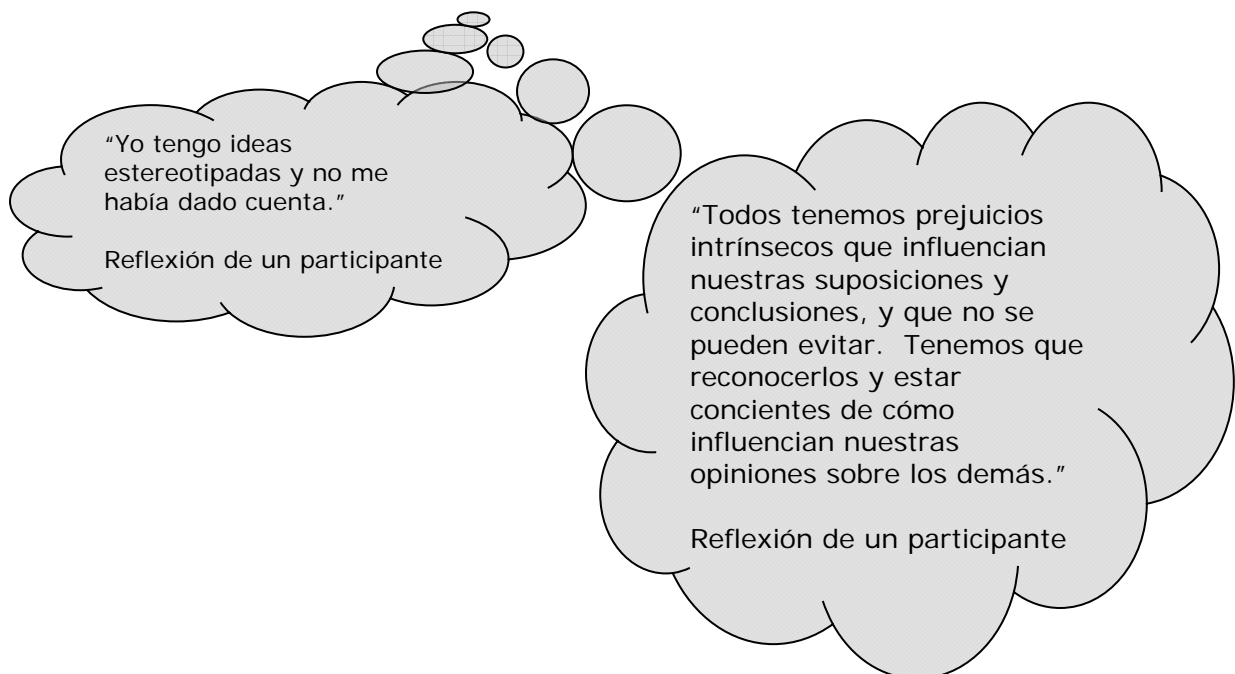 “Yo tengo ideas
estereotipadas y no me
había dado cuenta.”
Reflexión de un participante
“Todos tenemos prejuicios
intrínsecos que influencian
nuestras suposiciones y
conclusiones, y que no se
pueden evitar.  Tenemos que
reconocerlos y estar
concientes de cómo
influencian nuestras
opiniones sobre los demás.”
Reflexión de un participante